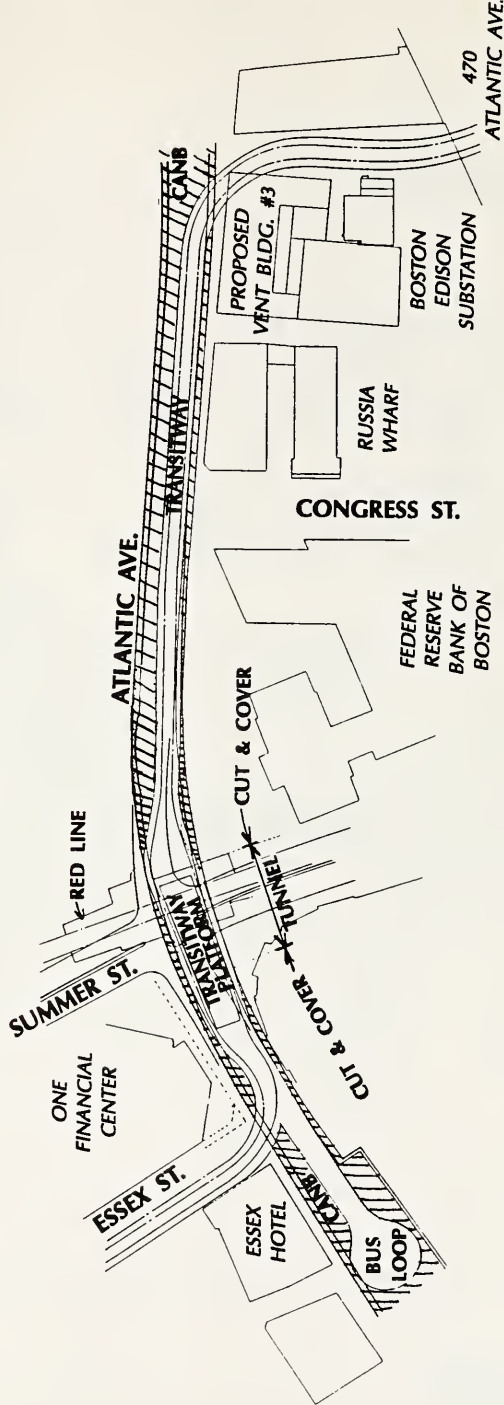 470
ATLANTIC AVE.
CANB
PROPOSED
VENT BLDG. #3
BOSTON
EDISON
SUBSTATION
TRANSITWAY
RUSSIA
WHARF
CONGRESS ST.
ATLANTIC AVE.
FEDERAL
RESERVE
BANK OF
BOSTON
CUT & COVER
RED LINE
TUNNEL
TRANSITWAY
PLATFORM
CUT & COVER
SUMMER ST.
ONE
FINANCIAL
CENTER
ESSEX ST.
ESSEX
HOTEL
CANB
BUS
LOOP